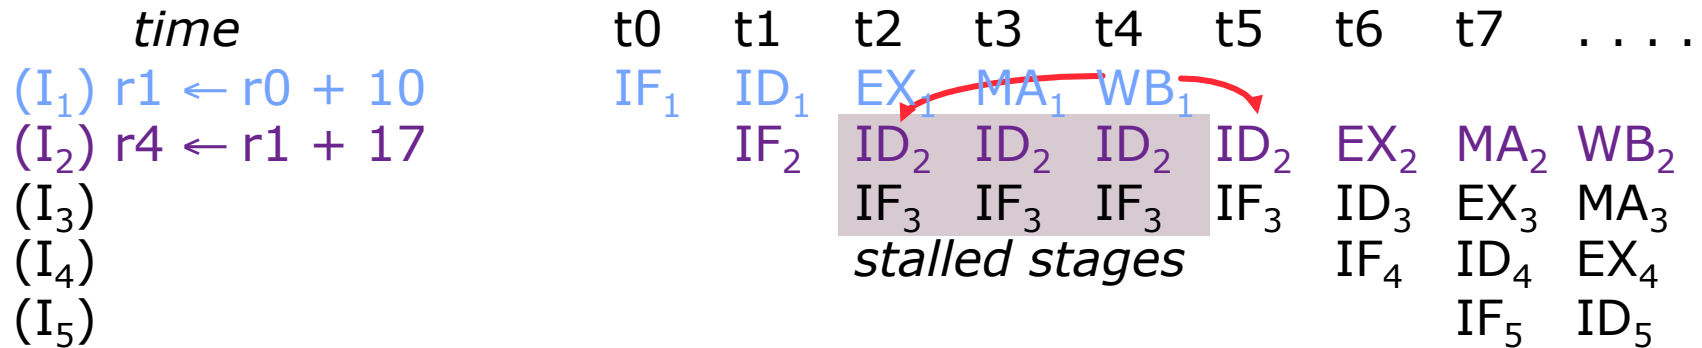 time t0 t1 t2 t3 t4 t5 t6 t7 . . . .
(I₁) r1 ← r0 + 10 IF₁ ID₁ EX₁ MA₁ WB₁
(I₂) r4 ← r1 + 17 IF₂ ID₂ ID₂ ID₂ ID₂ EX₂ MA₂ WB₂
(I₃) IF₃ IF₃ IF₃ IF₃ ID₃ EX₃ MA₃
(I₄) stalled stages IF₄ ID₄ EX₄
(I₅) IF₅ ID₅